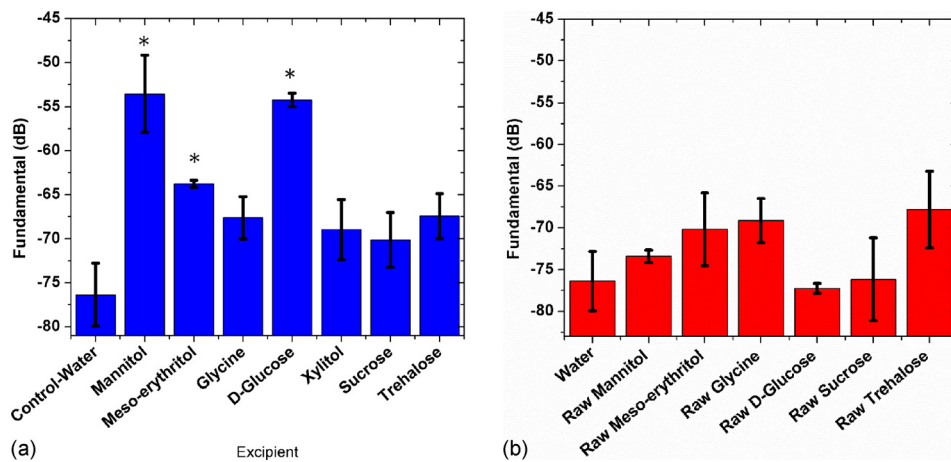 -45
-50
-55
-60
-65
-70
-75
-80
Fundamental (dB)
*
*
*
Control-Water
Mannitol
Meso-erythritol
Glycine
D-Glucose
Xylitol
Sucrose
Trehalose
(a)
Excipient
-45
-50
-55
-60
-65
-70
-75
-80
Fundamental (dB)
Water
Raw Mannitol
Raw Meso-erythritol
Raw Glycine
Raw D-Glucose
Raw Sucrose
Raw Trehalose
(b)